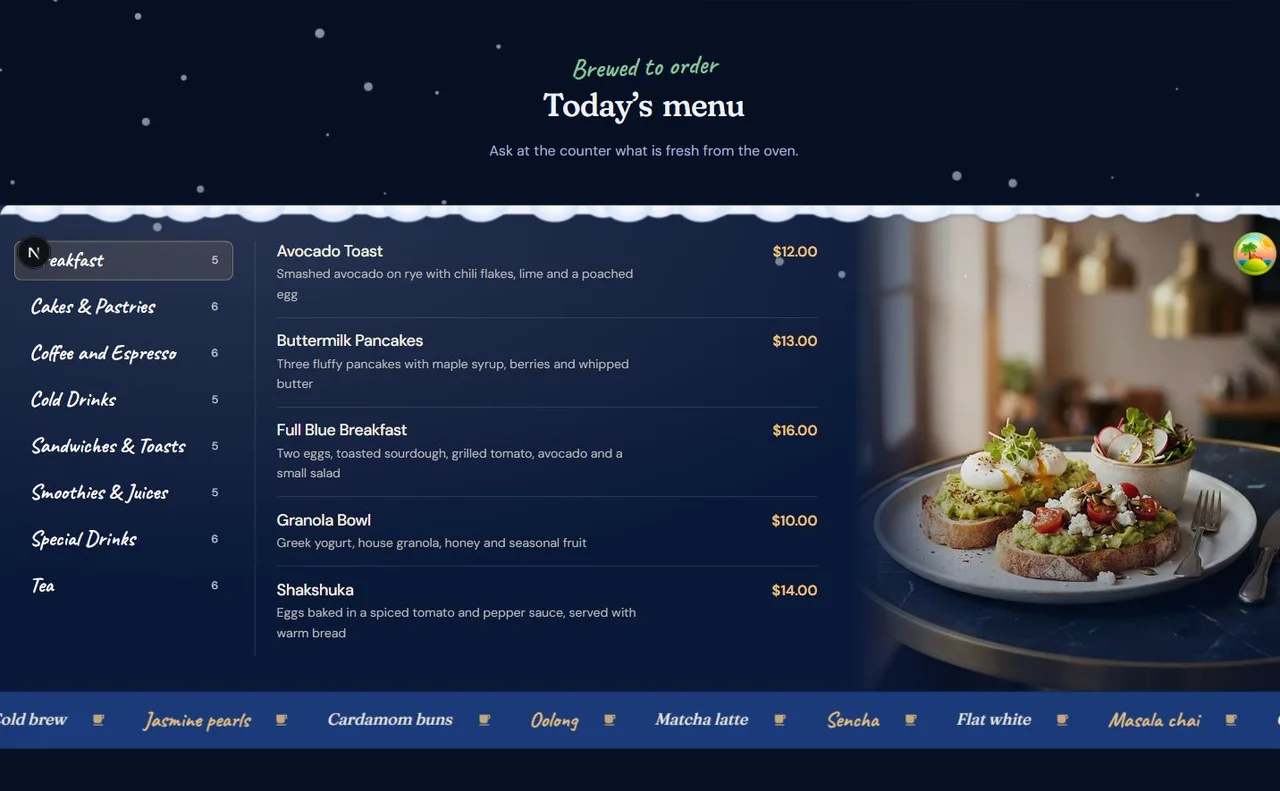 Brewed to order
Today's menu
Ask at the counter what is fresh from the oven.
N
reakfast 5
Cakes & Pastries 6
Coffee and Espresso 6
Cold Drinks 5
Sandwiches & Toasts 5
Smoothies & Juices 5
Special Drinks 6
Tea 6
Avocado Toast $12.00
Smashed avocado on rye with chili flakes, lime and a poached
egg
Buttermilk Pancakes $13.00
Three fluffy pancakes with maple syrup, berries and whipped
butter
Full Blue Breakfast $16.00
Two eggs, toasted sourdough, grilled tomato, avocado and a
small salad
Granola Bowl $10.00
Greek yogurt, house granola, honey and seasonal fruit
Shakshuka $14.00
Eggs baked in a spiced tomato and pepper sauce, served with
warm bread
Cold brew Jasmine pearls Cardamom buns Oolong Matcha latte Sencha Flat white Masala chai